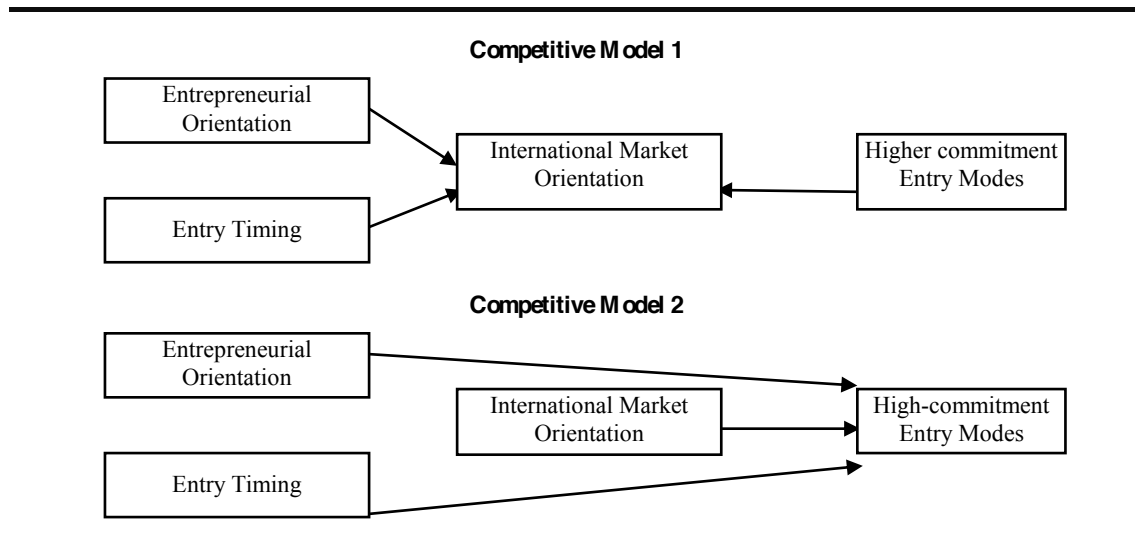 Competitive Model 1
Entrepreneurial
Orientation
International Market
Orientation
Higher commitment
Entry Modes
Entry Timing
Competitive Model 2
Entrepreneurial
Orientation
International Market
Orientation
High-commitment
Entry Modes
Entry Timing